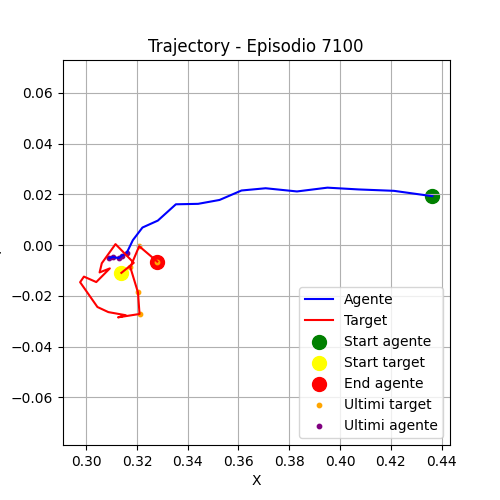 Trajectory - Episodio 7100
0.06
0.04
0.02
0.00
−0.02
−0.04
−0.06
Agente
Target
Start agente
Start target
End agente
Ultimi target
Ultimi agente
0.30 0.32 0.34 0.36 0.38 0.40 0.42 0.44
X